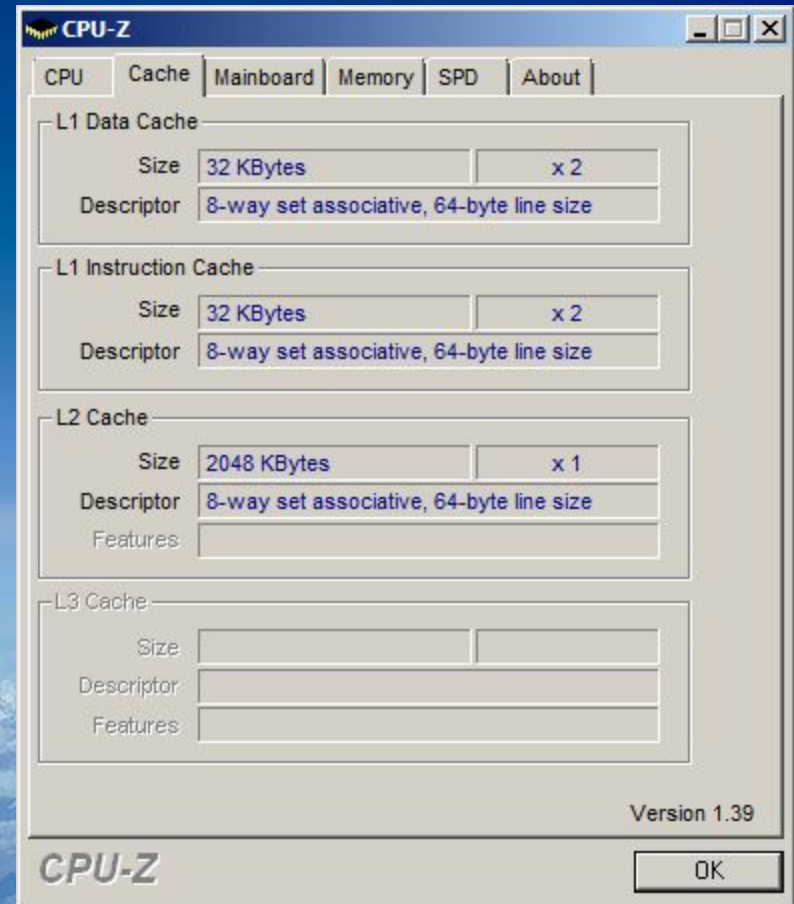 CPU-Z
CPU Cache Mainboard Memory SPD About
L1 Data Cache
Size 32 KBytes x 2
Descriptor 8-way set associative, 64-byte line size
L1 Instruction Cache
Size 32 KBytes x 2
Descriptor 8-way set associative, 64-byte line size
L2 Cache
Size 2048 KBytes x 1
Descriptor 8-way set associative, 64-byte line size
Features
L3 Cache
Size
Descriptor
Features
Version 1.39
CPU-Z OK